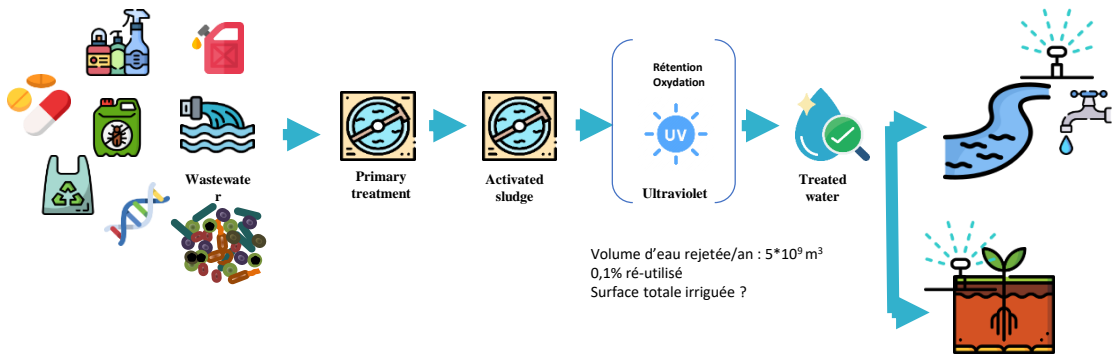 Rétention
Oxydation
UV
Wastewate
r
Primary
treatment
Activated
sludge
Ultraviolet
Treated
water
Volume d'eau rejetée/an : 5*10⁹ m³
0,1% ré-utilisé
Surface totale irriguée ?